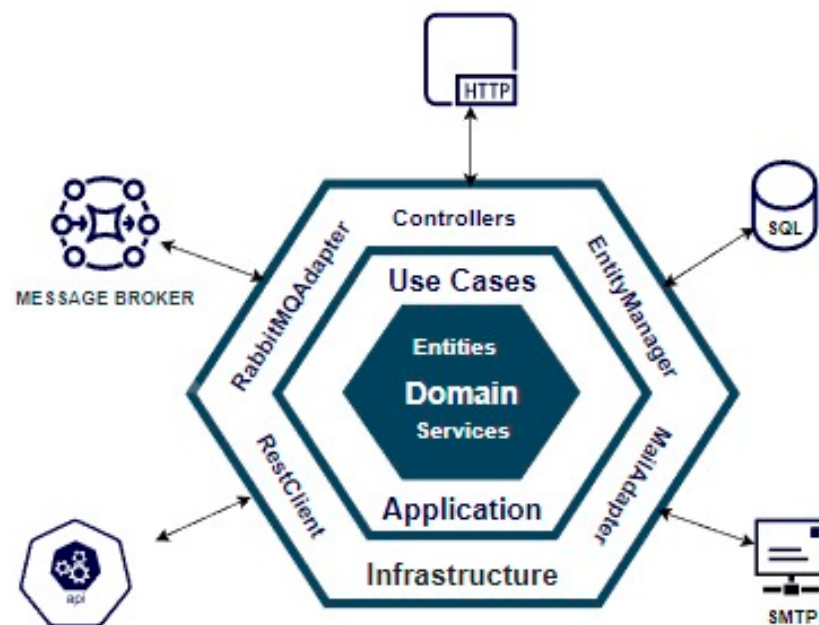 HTTP
Controllers
SQL
MESSAGE BROKER
RabbitMQAdapter
EntityManager
Use Cases
Entities
Domain
Services
RestClient
MailAdapter
Application
Infrastructure
api
SMTP